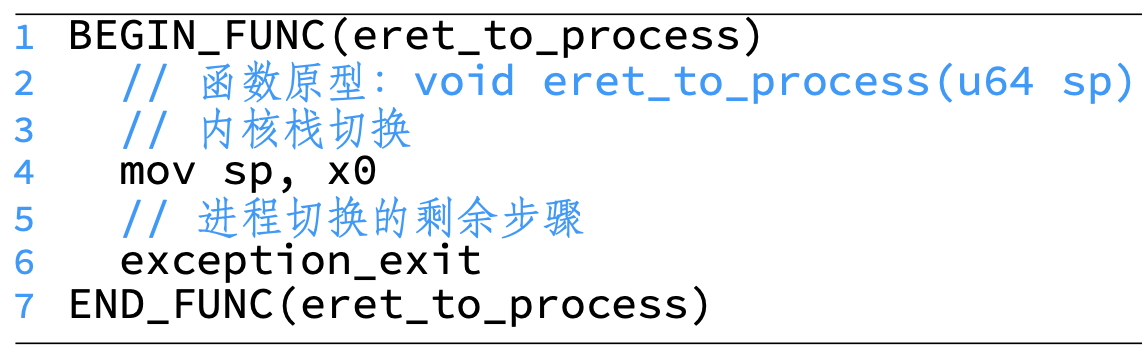 1 BEGIN_FUNC(eret_to_process)
2 // 函数原型：void eret_to_process(u64 sp)
3 // 内核栈切换
4 mov sp, x0
5 // 进程切换的剩余步骤
6 exception_exit
7 END_FUNC(eret_to_process)